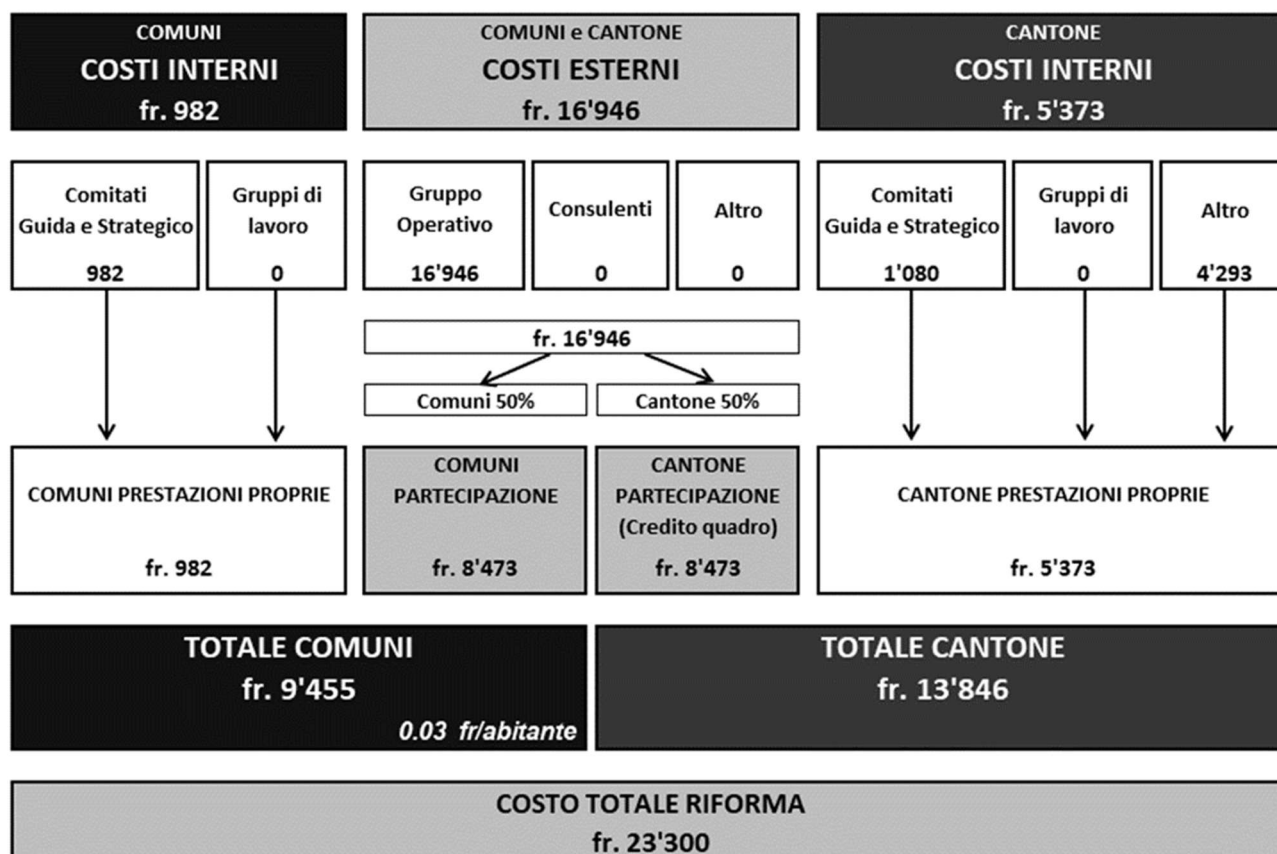 COMUNI
COSTI INTERNI
fr. 982
COMUNI e CANTONE
COSTI ESTERNI
fr. 16'946
CANTONE
COSTI INTERNI
fr. 5'373
Comitati
Guida e Strategico
982
Gruppi di
lavoro
0
Gruppo
Operativo
16'946
Consulenti
0
Altro
0
Comitati
Guida e Strategico
1'080
Gruppi di
lavoro
0
Altro
4'293
fr. 16'946
Comuni 50%
Cantone 50%
COMUNI PRESTAZIONI PROPRIE
fr. 982
COMUNI
PARTECIPAZIONE
fr. 8'473
CANTONE
PARTECIPAZIONE
(Credito quadro)
fr. 8'473
CANTONE PRESTAZIONI PROPRIE
fr. 5'373
TOTALE COMUNI
fr. 9'455
0.03 fr/abitante
TOTALE CANTONE
fr. 13'846
COSTO TOTALE RIFORMA
fr. 23'300